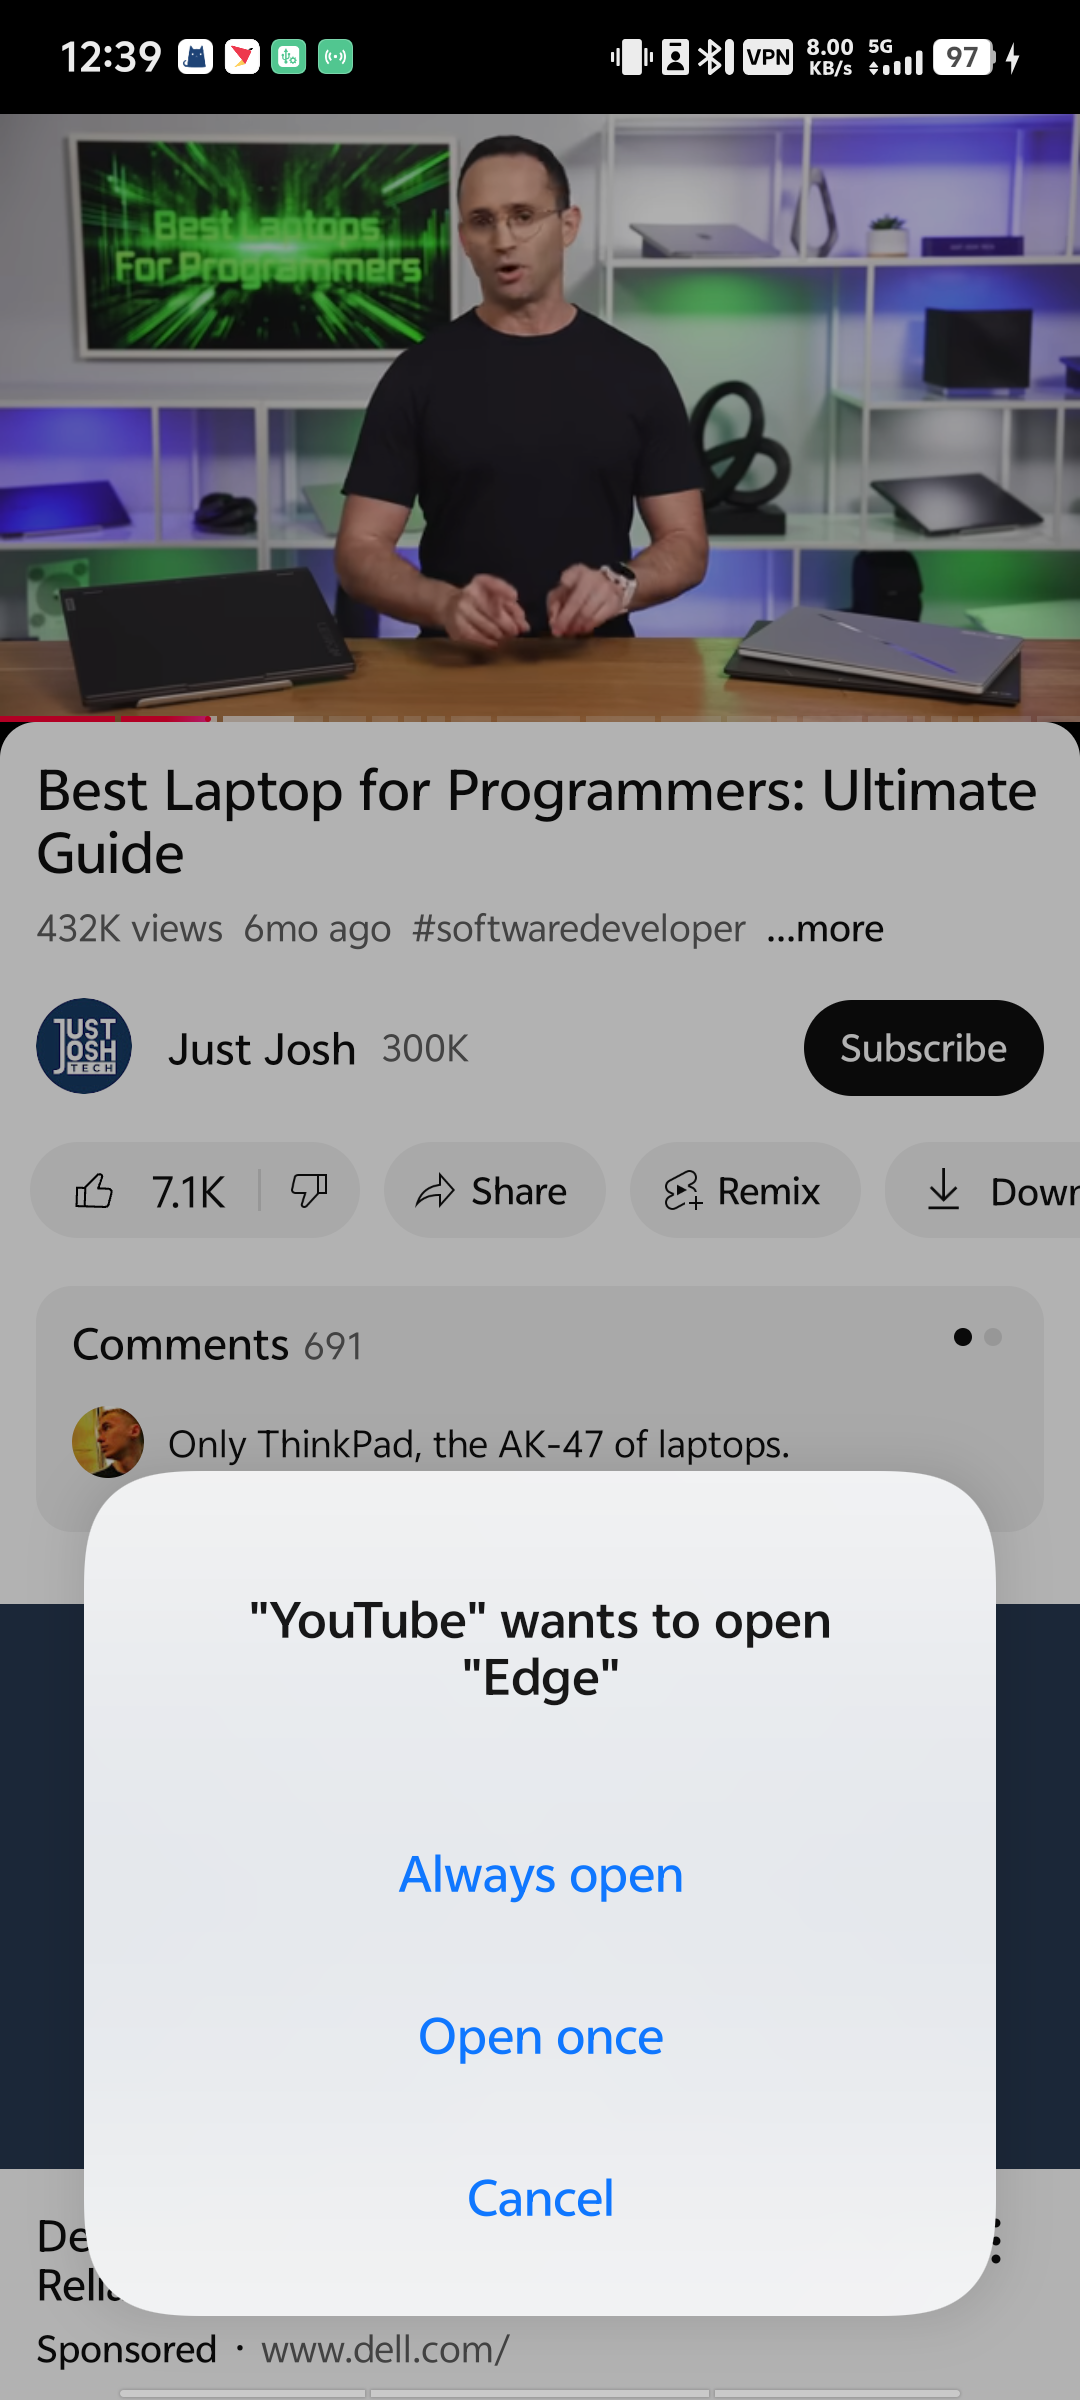 12:39
VPN
8.00
KB/s
5G
97
Best Laptops
For Programmers
Best Laptop for Programmers: Ultimate
Guide
432K views 6mo ago #softwaredeveloper ...more
JUST
JOSH
TECH
Just Josh 300K
Subscribe
7.1K
Share
Remix
Down
Comments 691
Only ThinkPad, the AK-47 of laptops.
"YouTube" wants to open
"Edge"
Always open
Open once
Cancel
De
Reli
Sponsored · www.dell.com/